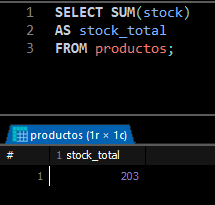 1 SELECT SUM(stock)
2 AS stock_total
3 FROM productos;
productos (1r × 1c)
# 1 stock_total
1 203